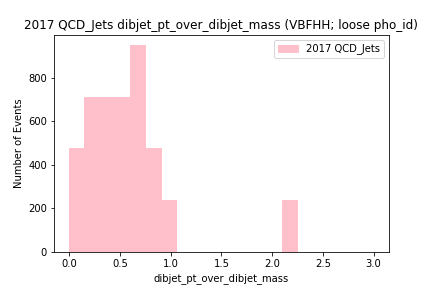 2017 QCD_Jets dibjet_pt_over_dibjet_mass (VBFHH; loose pho_id)
2017 QCD_Jets
Number of Events
800
600
400
200
0
0.0 0.5 1.0 1.5 2.0 2.5 3.0
dibjet_pt_over_dibjet_mass